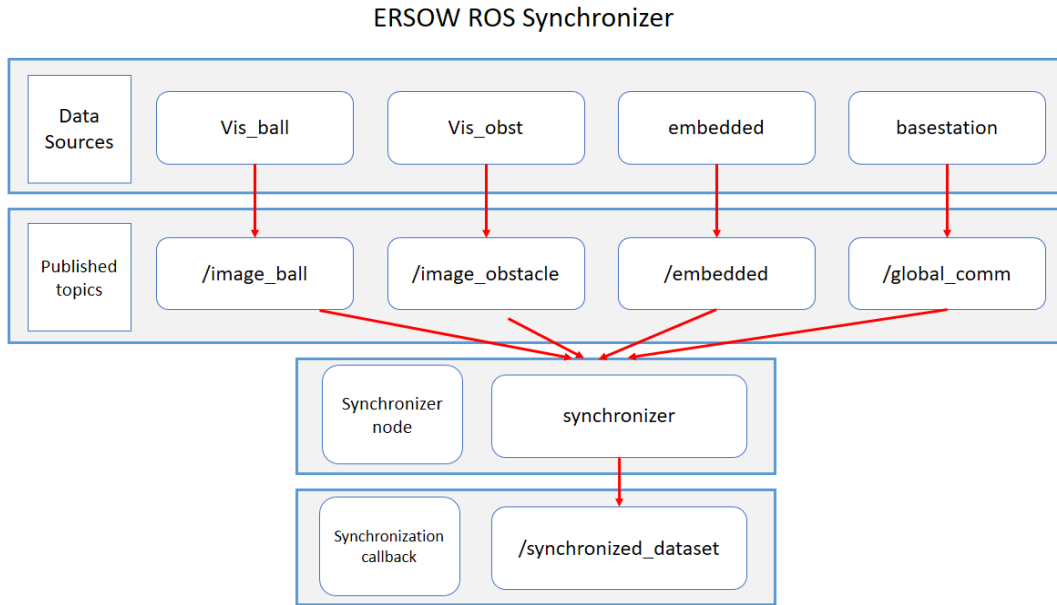 ERSOW ROS Synchronizer
Data
Sources
Vis_ball
Vis_obst
embedded
basestation
Published
topics
/image_ball
/image_obstacle
/embedded
/global_comm
Synchronizer
node
synchronizer
Synchronization
callback
/synchronized_dataset